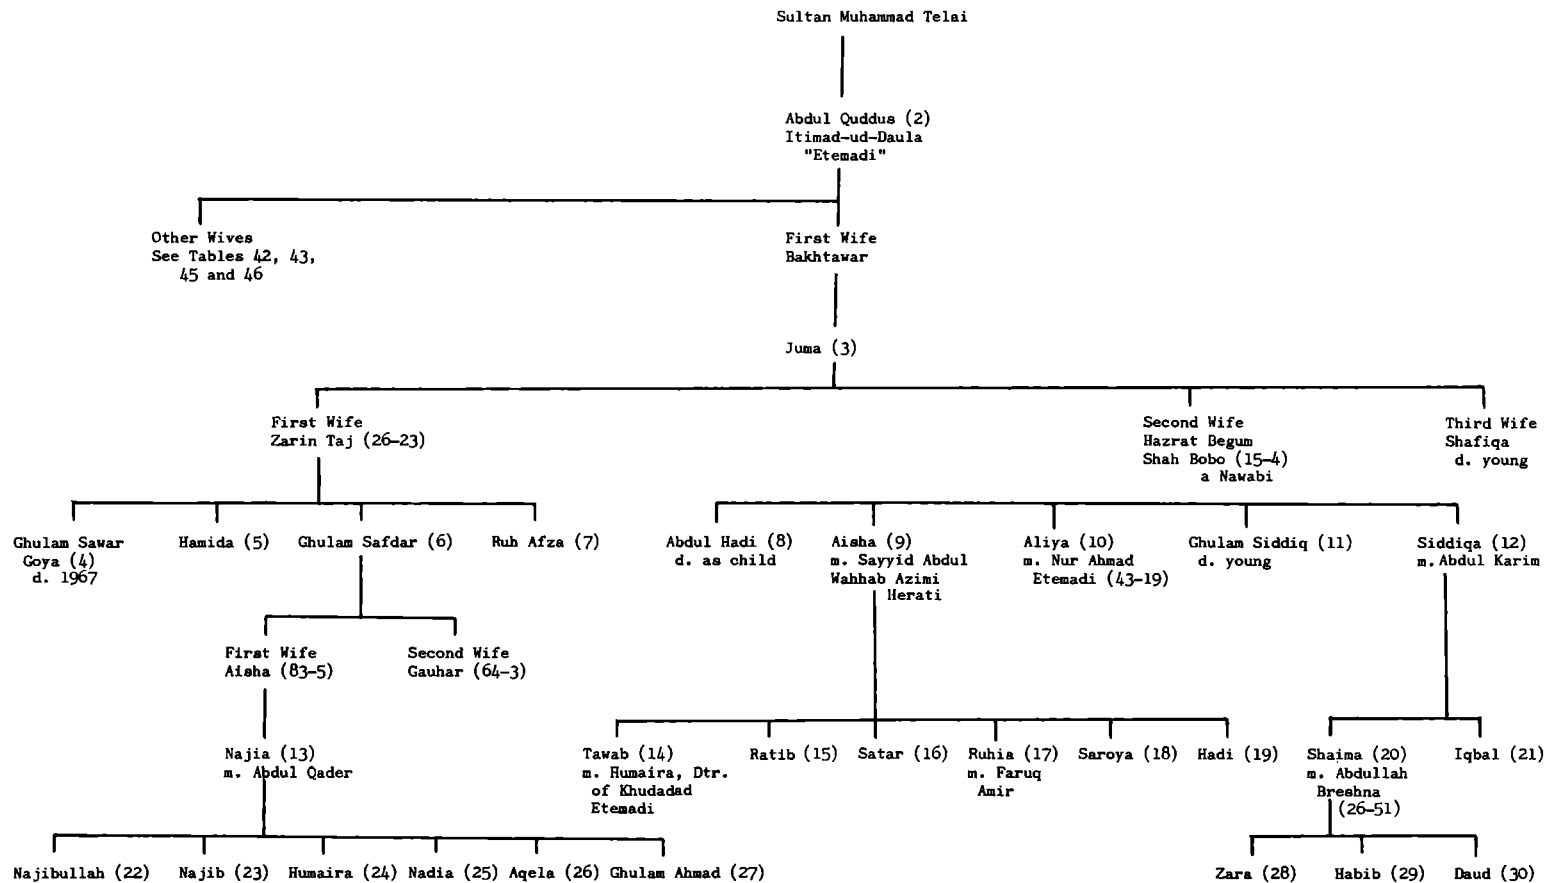 Sultan Muhammad Telai
Abdul Quddus (2)
Itimad-ud-Daula
"Etemadi"
Other Wives
See Tables 42, 43,
45 and 46
First Wife
Bakhtawar
Juma (3)
First Wife
Zarin Taj (26-23)
Second Wife
Hazrat Begum
Shah Bobo (15-4)
a Nawabi
Third Wife
Shafiqa
d. young
Ghulam Sawar
Goya (4)
d. 1967
Hamida (5)
Ghulam Safdar (6)
Ruh Afza (7)
Abdul Hadi (8)
d. as child
Aisha (9)
m. Sayyid Abdul
Wahhab Azimi
Herati
Aliya (10)
m. Nur Ahmad
Etemadi (43-19)
Ghulam Siddiq (11)
d. young
Siddiqa (12)
m. Abdul Karim
First Wife
Aisha (83-5)
Second Wife
Gauhar (64-3)
Najia (13)
m. Abdul Qader
Tawab (14)
m. Humaira, Dtr.
of Khudadad
Etemadi
Ratib (15)
Satar (16)
Ruhia (17)
m. Faruq
Amir
Saroya (18)
Hadi (19)
Shaima (20)
m. Abdullah
Breshna
(26-51)
Iqbal (21)
Najibullah (22)
Najib (23)
Humaira (24)
Nadia (25)
Aqela (26)
Ghulam Ahmad (27)
Zara (28)
Habib (29)
Daud (30)